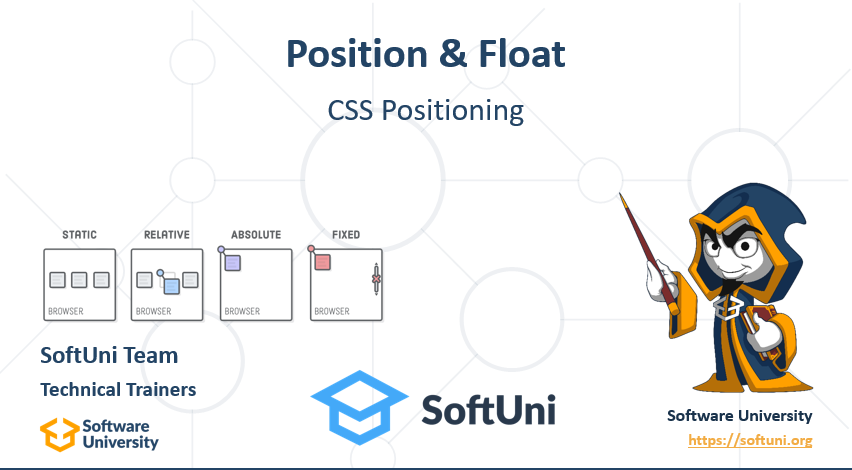 Position & Float
CSS Positioning
STATIC RELATIVE ABSOLUTE FIXED
BROWSER BROWSER BROWSER BROWSER
SoftUni Team
Technical Trainers
Software
University
SoftUni
Software University
https://softuni.org